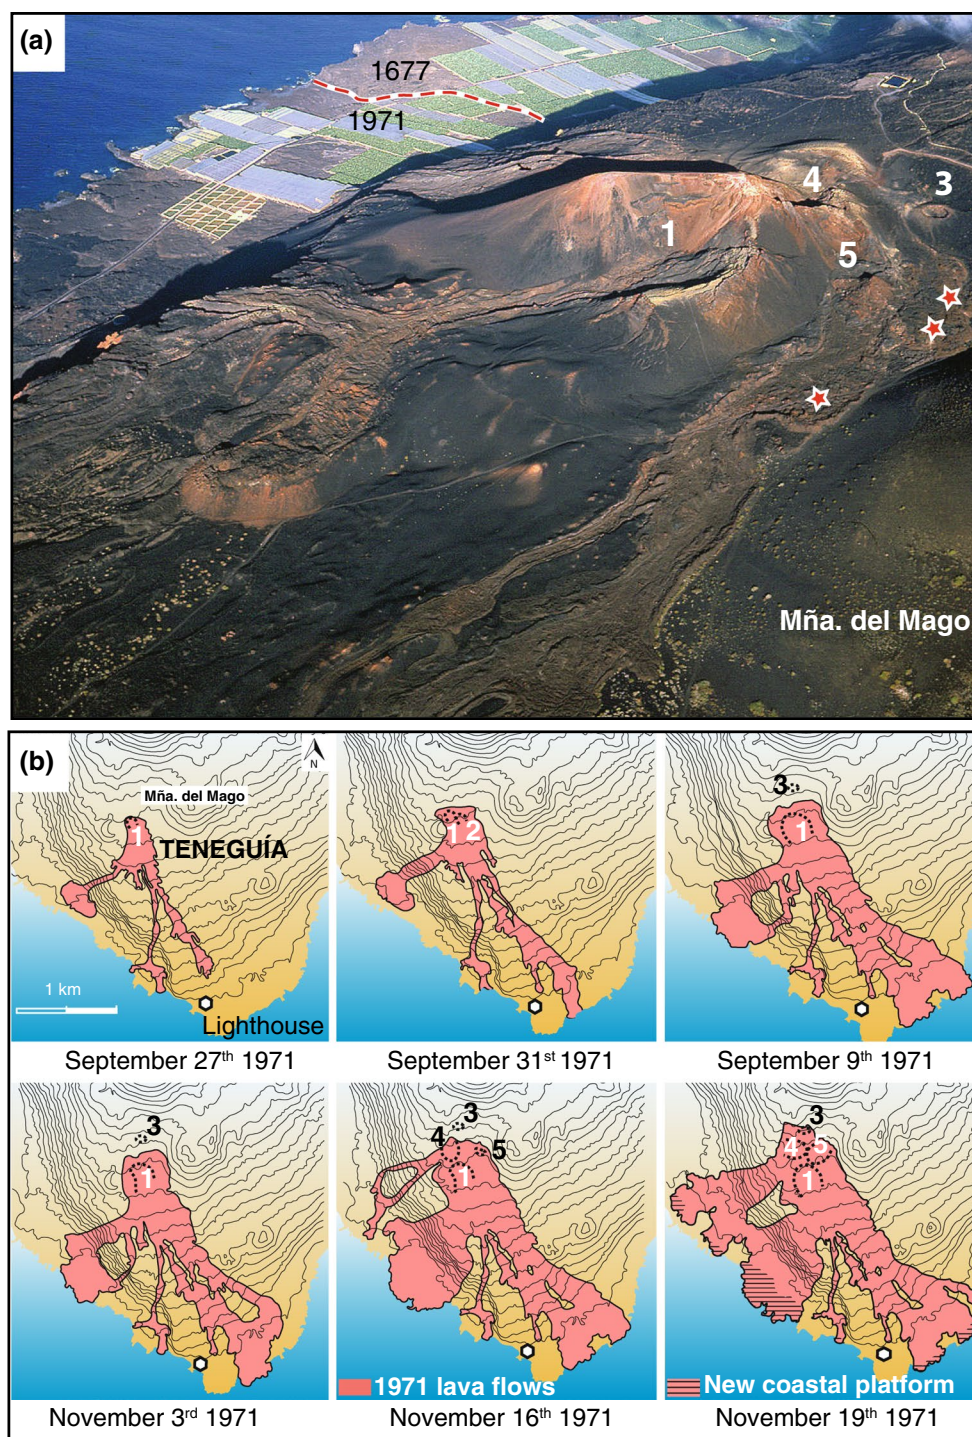 (a)
1677
1971
4
3
1
5
Mña. del Mago
(b)
N
Mña. del Mago
1
TENEGUÍA
1 km
Lighthouse
September 27th 1971
1 2
September 31st 1971
3
1
September 9th 1971
3
1
November 3rd 1971
3
4
5
1
1971 lava flows
November 16th 1971
3
4 5
1
New coastal platform
November 19th 1971